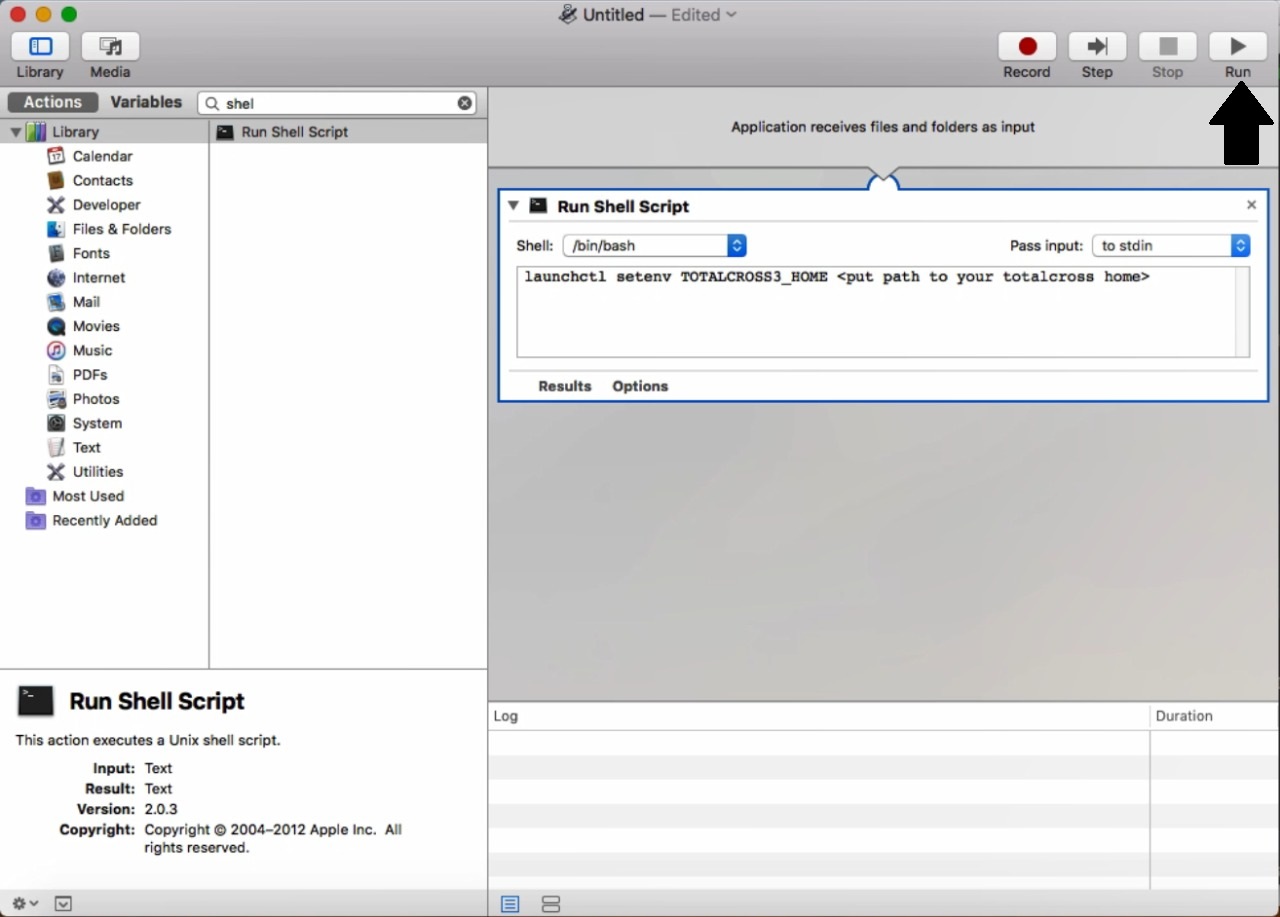 Untitled — Edited
Library
Media
Record
Step
Stop
Run
Actions
Variables
shel
Library
Calendar
17
Contacts
Developer
Files & Folders
Fonts
Internet
Mail
Movies
Music
PDFs
Photos
System
Text
Utilities
Most Used
Recently Added
Run Shell Script
Application receives files and folders as input
Run Shell Script
Shell: /bin/bash
Pass input: to stdin
launchctl setenv TOTALCROSS3_HOME <put path to your totalcross home>
Results Options
Run Shell Script
This action executes a Unix shell script.
Input: Text
Result: Text
Version: 2.0.3
Copyright: Copyright © 2004–2012 Apple Inc. All
rights reserved.
Log
Duration